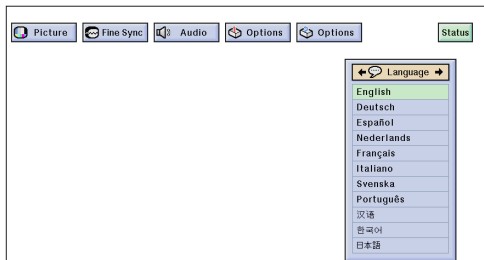 Picture Fine Sync Audio Options Options Status
Language
English
Deutsch
Español
Nederlands
Français
Italiano
Svenska
Português
汉语
한국어
日本語